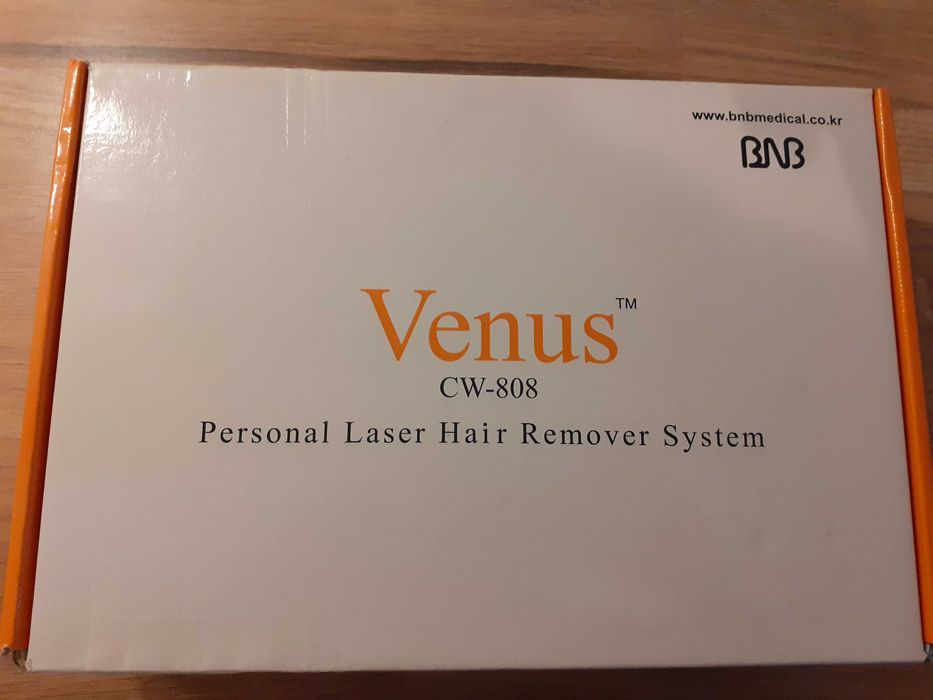 www.bnbmedical.co.kr
BNB
Venus™
CW-808
Personal Laser Hair Remover System